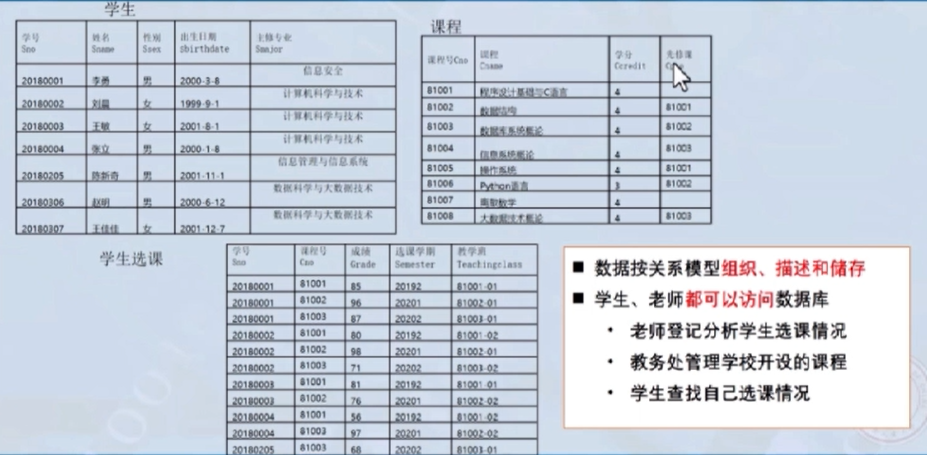 学生
学号 姓名 性别 出生日期 主修专业
Sno Sname Ssex sbirthdate Smajor
20180001 李勇 男 2000-3-8 信息安全
20180002 刘晨 女 1999-9-1 计算机科学与技术
20180003 王敏 女 2001-8-1 计算机科学与技术
20180004 张立 男 2000-1-8 计算机科学与技术
20180205 陈新奇 男 2001-11-1 信息管理与信息系统
20180306 赵明 男 2000-6-12 数据科学与大数据技术
20180307 王佳佳 女 2001-12-7 数据科学与大数据技术
课程
课程号Cno 课程 学分 先修课
Cname Ccredit
81001 程序设计基础与C语言 4
81002 数据结构 4 81001
81003 数据库系统概论 4 81002
81004 信息系统概论 4 81003
81005 操作系统 4 81001
81006 Python语言 3 81002
81007 离散数学 4
81008 大数据技术概论 4 81003
学生选课
学号 课程号 成绩 选课学期 教学班
Sno Cno Grade Semester Teachingclass
20180001 81001 85 20192 81001-01
20180001 81002 96 20201 81002-01
20180001 81003 87 20202 81003-01
20180002 81001 80 20192 81001-02
20180002 81002 98 20201 81002-01
20180002 81003 71 20202 81003-02
20180003 81001 81 20192 81001-01
20180003 81002 76 20201 81002-02
20180004 81001 56 20192 81001-02
20180004 81003 97 20201 81002-02
20180205 81003 68 20202 81003-01
■ 数据按关系模型组织、描述和储存
■ 学生、老师都可以访问数据库
• 老师登记分析学生选课情况
• 教务处管理学校开设的课程
• 学生查找自己选课情况